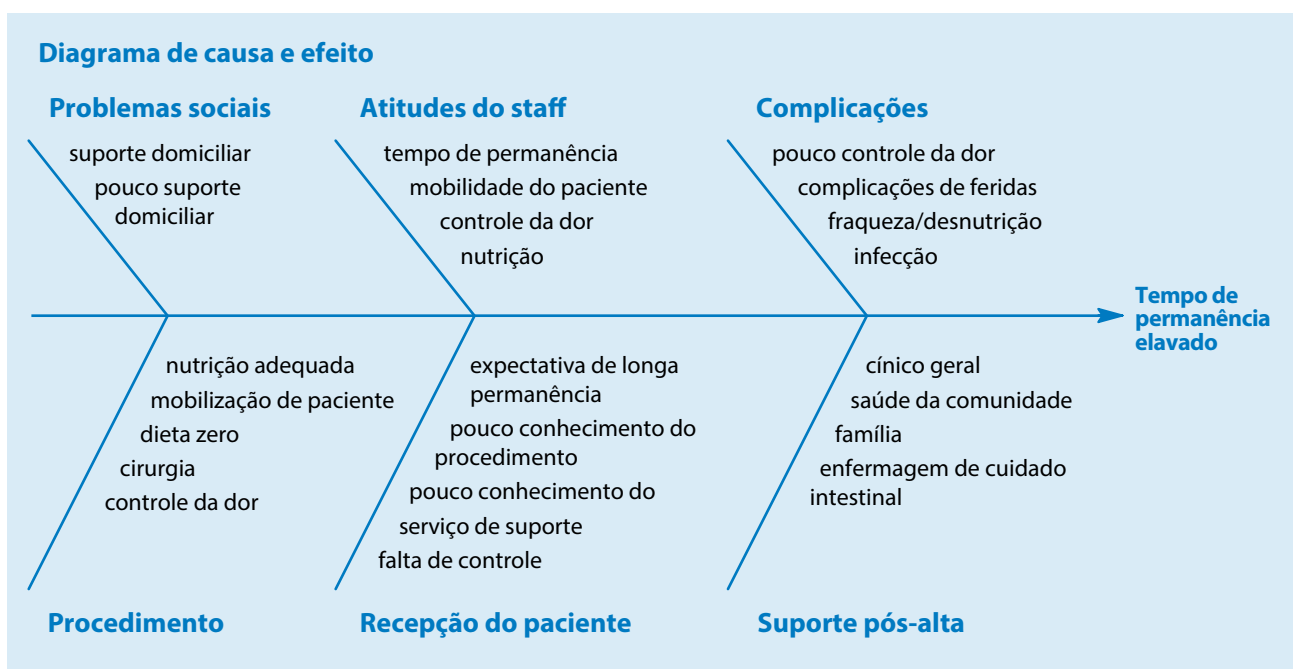 Diagrama de causa e efeito
Problemas sociais
suporte domiciliar
pouco suporte
domiciliar
Atitudes do staff
tempo de permanência
mobilidade do paciente
controle da dor
nutrição
Complicações
pouco controle da dor
complicações de feridas
fraqueza/desnutrição
infecção
Tempo de
permanência
elavado
nutrição adequada
mobilização de paciente
dieta zero
cirurgia
controle da dor
Procedimento
expectativa de longa
permanência
pouco conhecimento do
procedimento
pouco conhecimento do
serviço de suporte
falta de controle
Recepção do paciente
cínico geral
saúde da comunidade
família
enfermagem de cuidado
intestinal
Suporte pós-alta